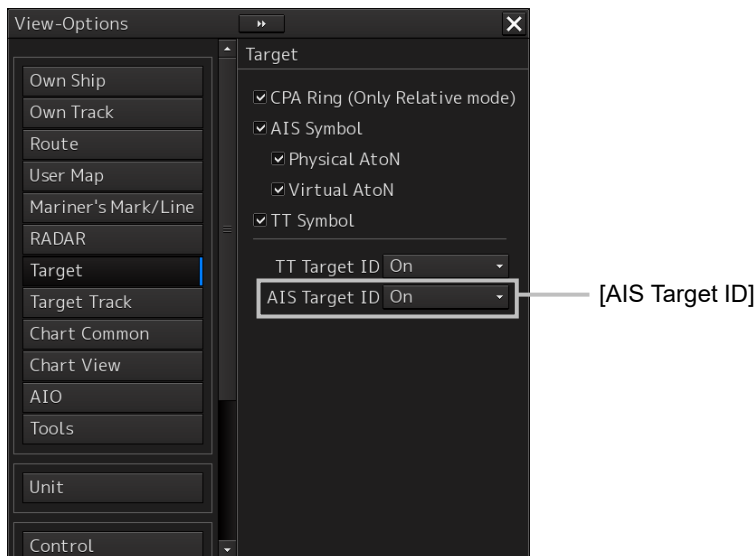 View-Options
Own Ship
Own Track
Route
User Map
Mariner's Mark/Line
RADAR
Target
Target Track
Chart Common
Chart View
AIO
Tools
Unit
Control
Target
CPA Ring (Only Relative mode)
AIS Symbol
Physical AtoN
Virtual AtoN
TT Symbol
TT Target ID On
AIS Target ID On
[AIS Target ID]